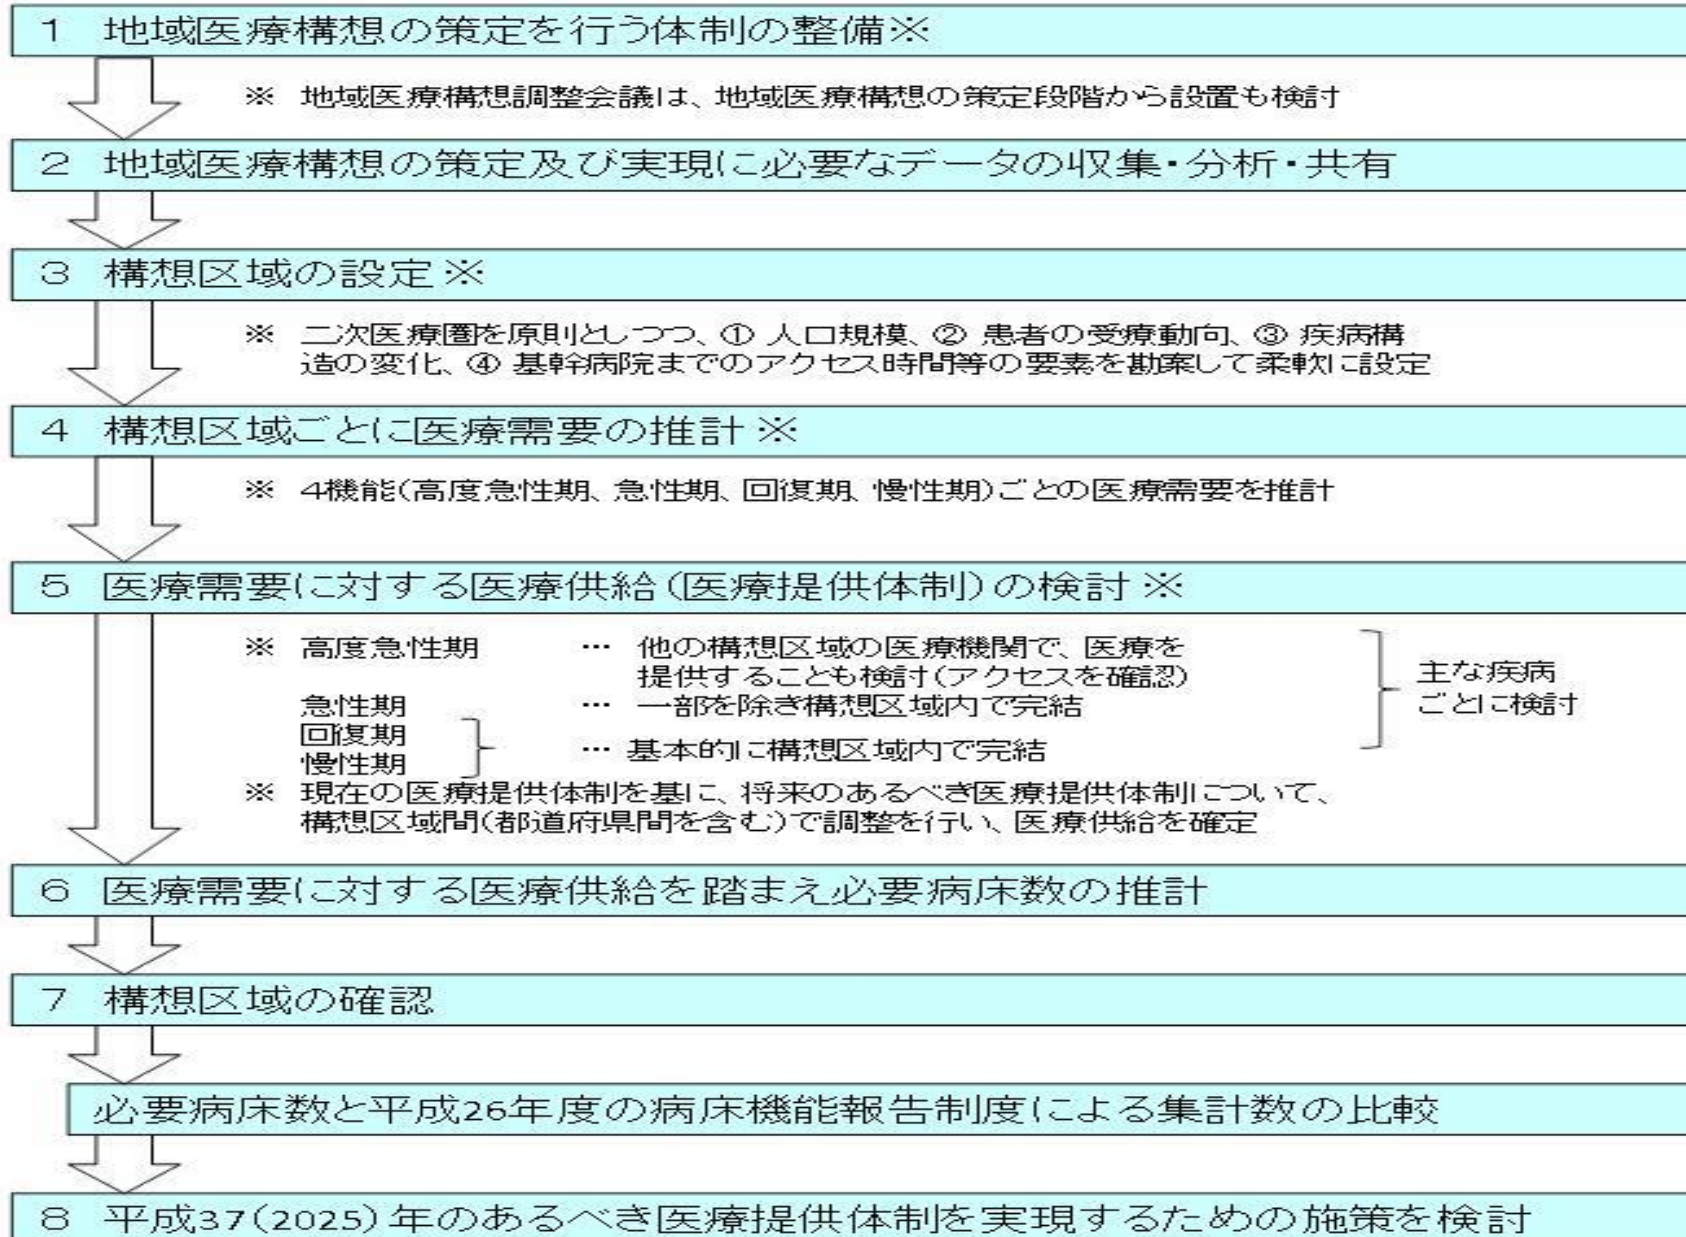 1 地域医療構想の策定を行う体制の整備※
※ 地域医療構想調整会議は、地域医療構想の策定段階から設置も検討
2 地域医療構想の策定及び実現に必要なデータの収集・分析・共有
3 構想区域の設定※
※ 二次医療圏を原則としつつ、① 人口規模、② 患者の受療動向、③ 疾病構
造の変化、④ 基幹病院までのアクセス時間等の要素を勘案して柔軟に設定
4 構想区域ごとに医療需要の推計※
※ 4機能(高度急性期、急性期、回復期、慢性期)ごとの医療需要を推計
5 医療需要に対する医療供給(医療提供体制)の検討※
※ 高度急性期 … 他の構想区域の医療機関で、医療を
提供することも検討(アクセスを確認)
急性期 … 一部を除き構想区域内で完結
回復期
慢性期
… 基本的に構想区域内で完結
主な疾病
ごとに検討
※ 現在の医療提供体制を基に、将来のあるべき医療提供体制について、
構想区域間(都道府県間を含む)で調整を行い、医療供給を確定
6 医療需要に対する医療供給を踏まえ必要病床数の推計
7 構想区域の確認
必要病床数と平成26年度の病床機能報告制度による集計数の比較
8 平成37(2025)年のあるべき医療提供体制を実現するための施策を検討